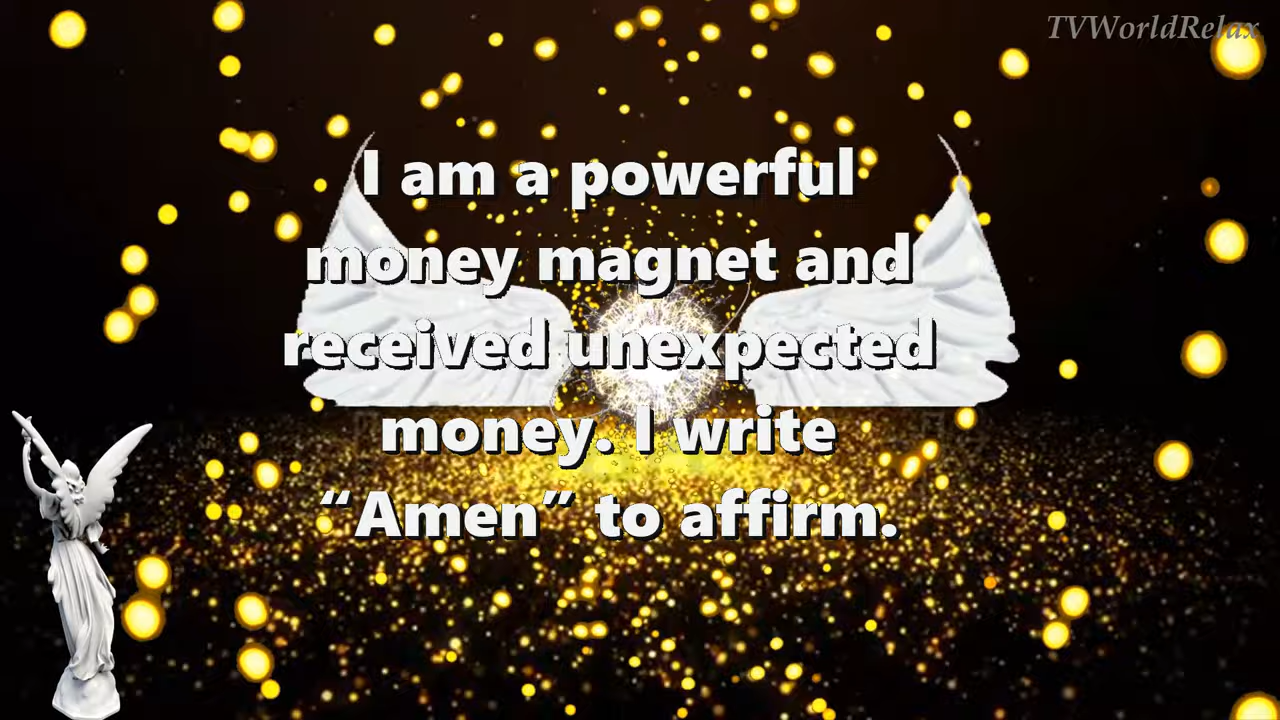 TVWorldRelax
I am a powerful
money magnet and
received unexpected
money. I write
“Amen” to affirm.